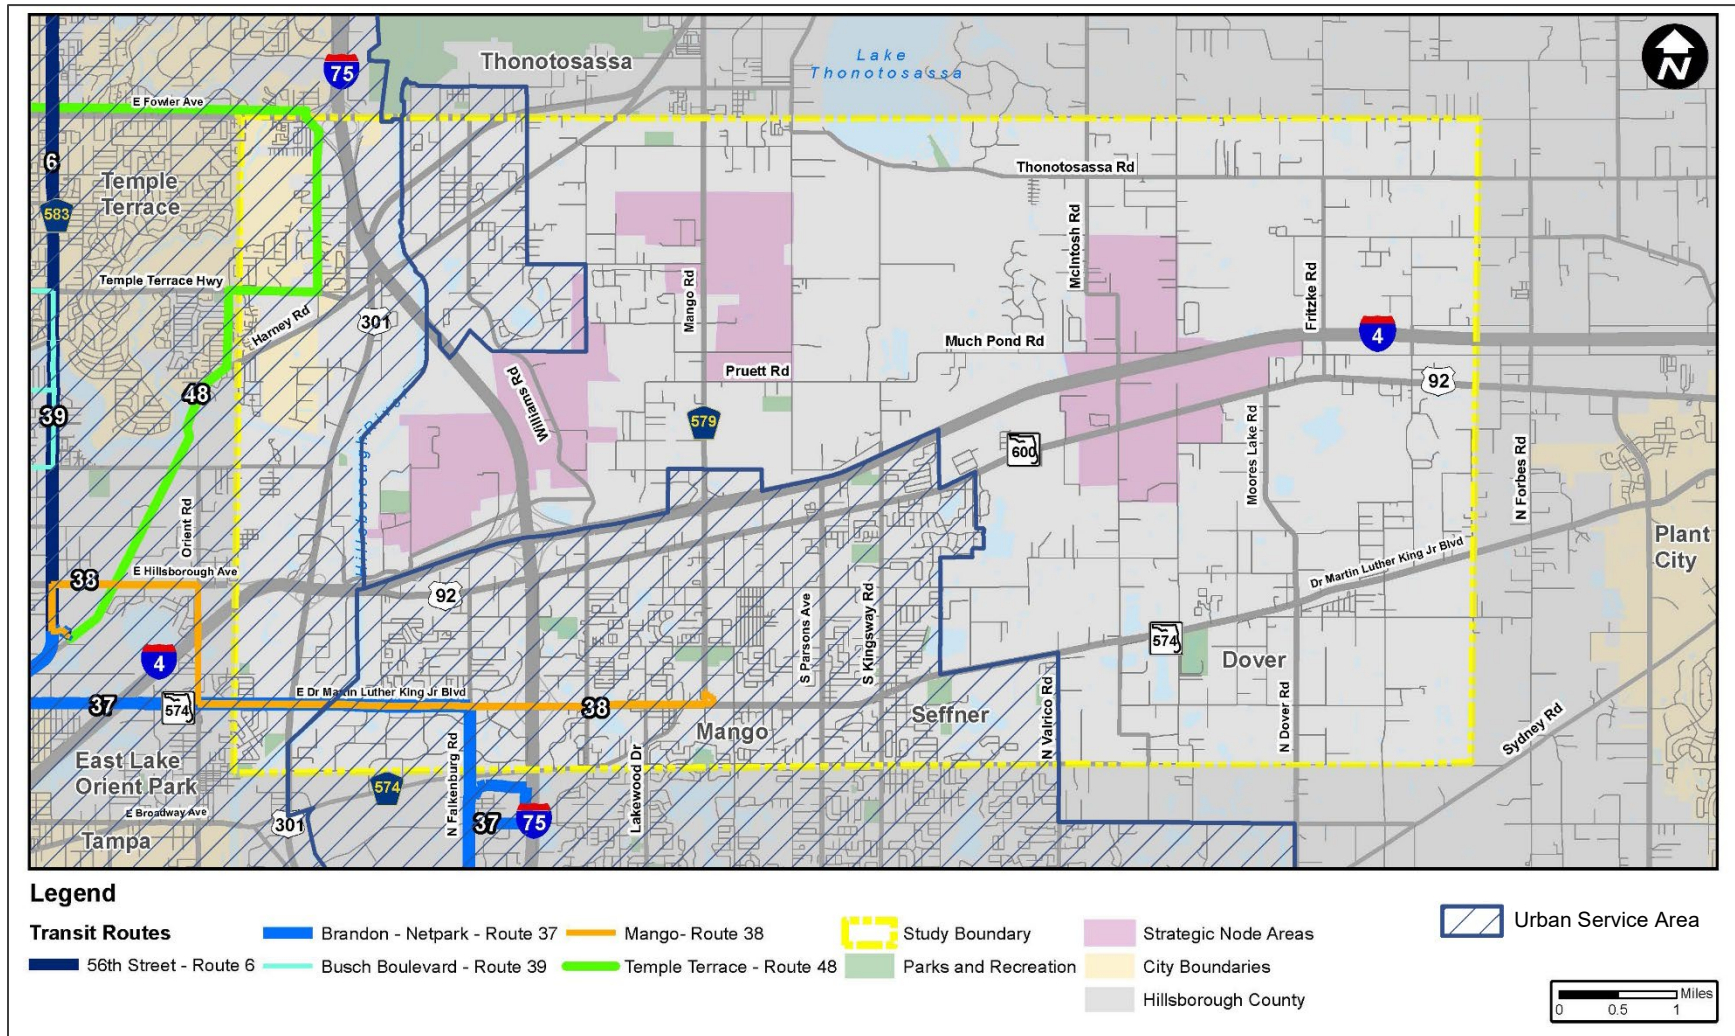 Thonotosassa
Lake
Thonotosassa
N
75
E Fowler Ave
6
Temple
Terrace
583
Thonotosassa Rd
McIntosh Rd
Mango Rd
Fritzke Rd
Temple Terrace Hwy
Harney Rd
301
Much Pond Rd
4
Pruett Rd
92
48
39
Williams Rd
579
Hillsborough River
600
Moores Lake Rd
N Forbes Rd
Orient Rd
Plant
City
E Hillsborough Ave
38
92
Dr Martin Luther King Jr Blvd
S Parsons Ave
S Kingsway Rd
574
Dover
4
E Dr Martin Luther King Jr Blvd
37
574
38
Mango
Seffner
N Valrico Rd
N Dover Rd
Sydney Rd
East Lake
Orient Park
574
N Falkenburg Rd
Lakewood Dr
E Broadway Ave
301
37
75
Tampa
Legend
Transit Routes
Brandon - Netpark - Route 37
Mango- Route 38
Study Boundary
Strategic Node Areas
Urban Service Area
56th Street - Route 6
Busch Boulevard - Route 39
Temple Terrace - Route 48
Parks and Recreation
City Boundaries
Hillsborough County
Miles
0 0.5 1